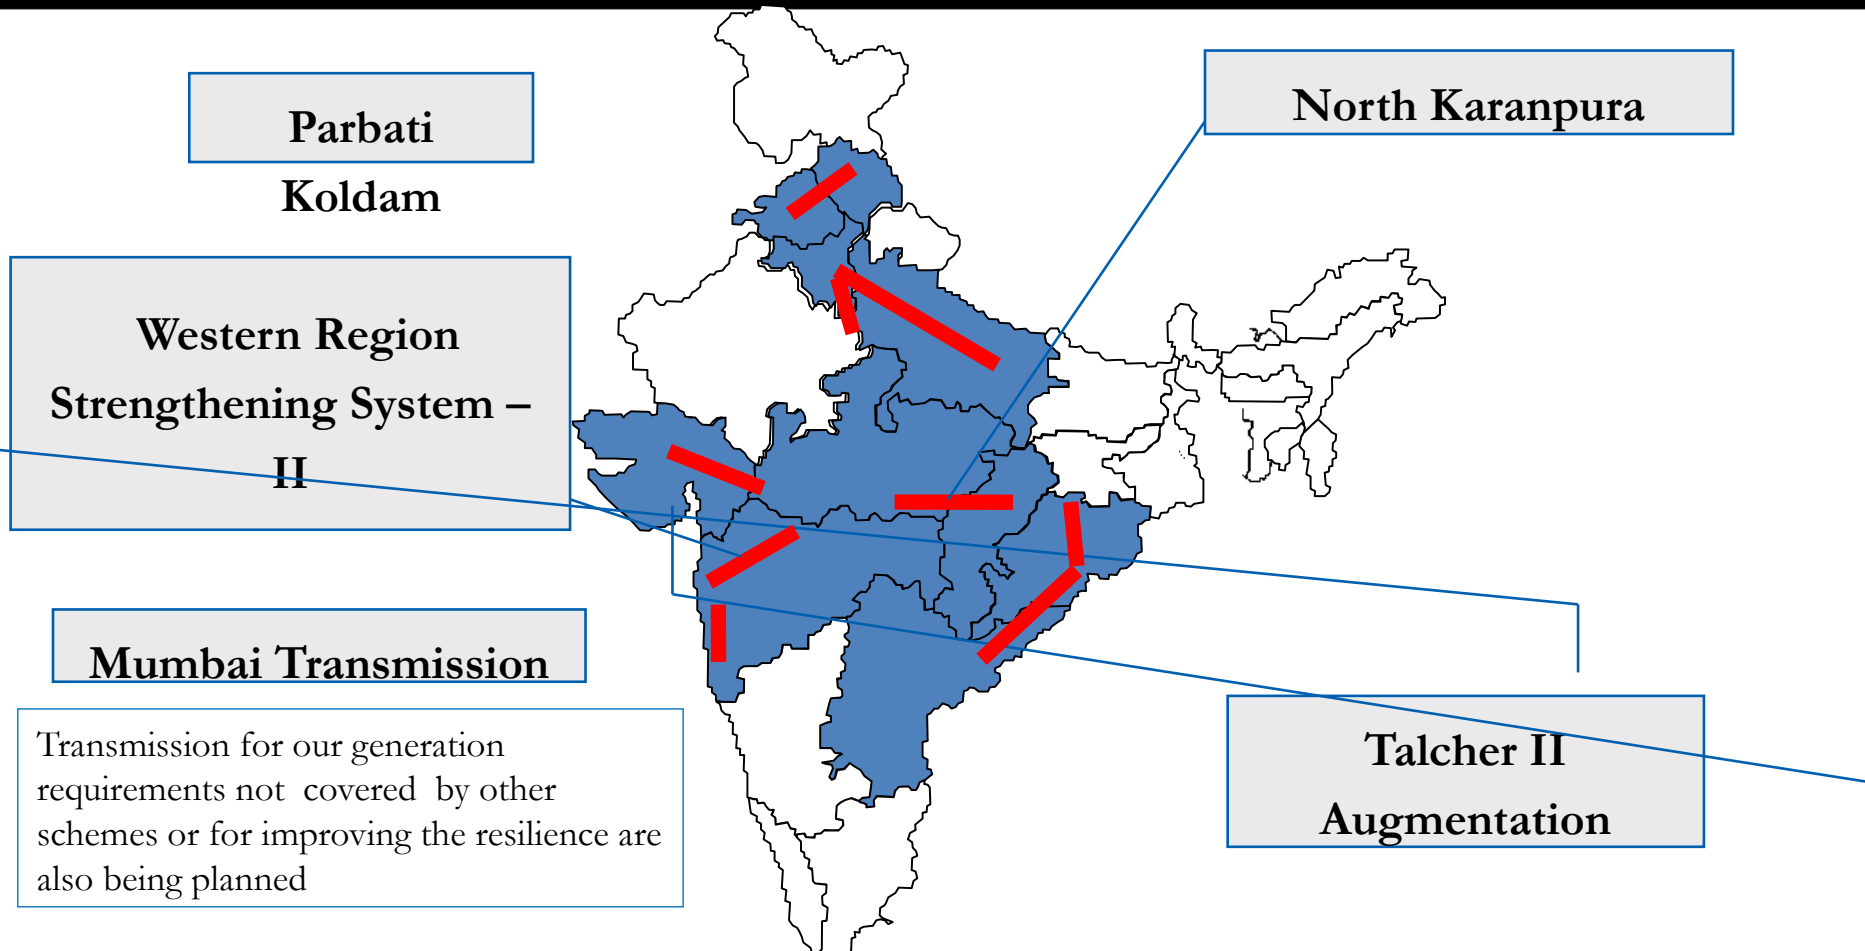 Parbati
Koldam
North Karanpura
Western Region
Strengthening System –
II
Mumbai Transmission
Transmission for our generation
requirements not covered by other
schemes or for improving the resilience are
also being planned
Talcher II
Augmentation